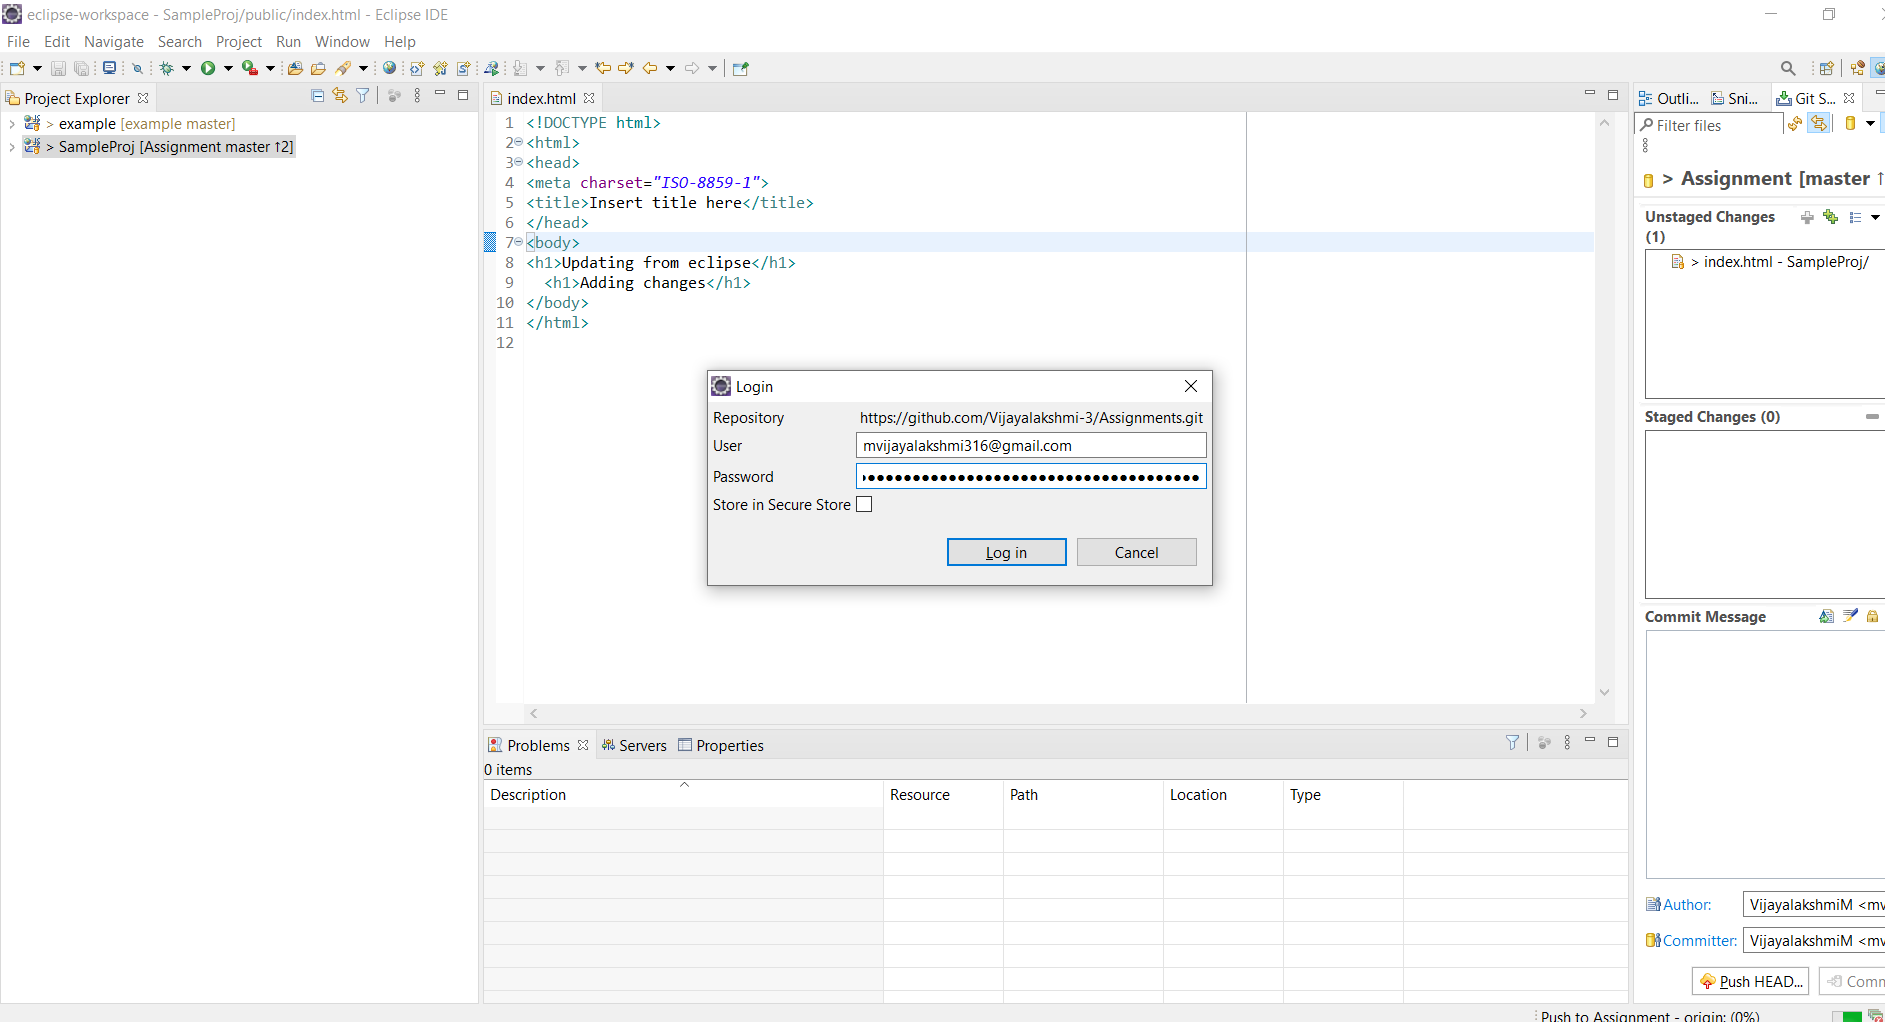 eclipse-workspace - SampleProj/public/index.html - Eclipse IDE
File Edit Navigate Search Project Run Window Help
Project Explorer
> example [example master]
> SampleProj [Assignment master ↑2]
index.html
1 <!DOCTYPE html>
2 <html>
3 <head>
4 <meta charset="ISO-8859-1">
5 <title>Insert title here</title>
6 </head>
7 <body>
8 <h1>Updating from eclipse</h1>
9 <h1>Adding changes</h1>
10 </body>
11 </html>
12
Login
Repository https://github.com/Vijayalakshmi-3/Assignments.git
User mvijayalakshmi316@gmail.com
Password
Store in Secure Store
Log in Cancel
Problems Servers Properties
0 items
Description Resource Path Location Type
Outli... Sni... Git S...
Filter files
> Assignment [master ↑
Unstaged Changes
(1)
> index.html - SampleProj/
Staged Changes (0)
Commit Message
Author: VijayalakshmiM <mv
Committer: VijayalakshmiM <mv
Push HEAD... Comm
Push to Assignment - origin: (0%)